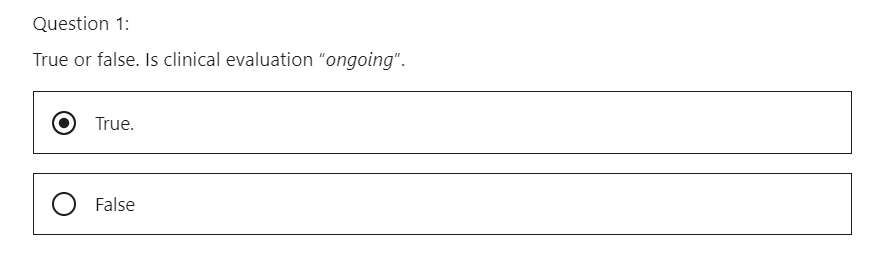 Question 1:
True or false. Is clinical evaluation “ongoing”.
True.
False